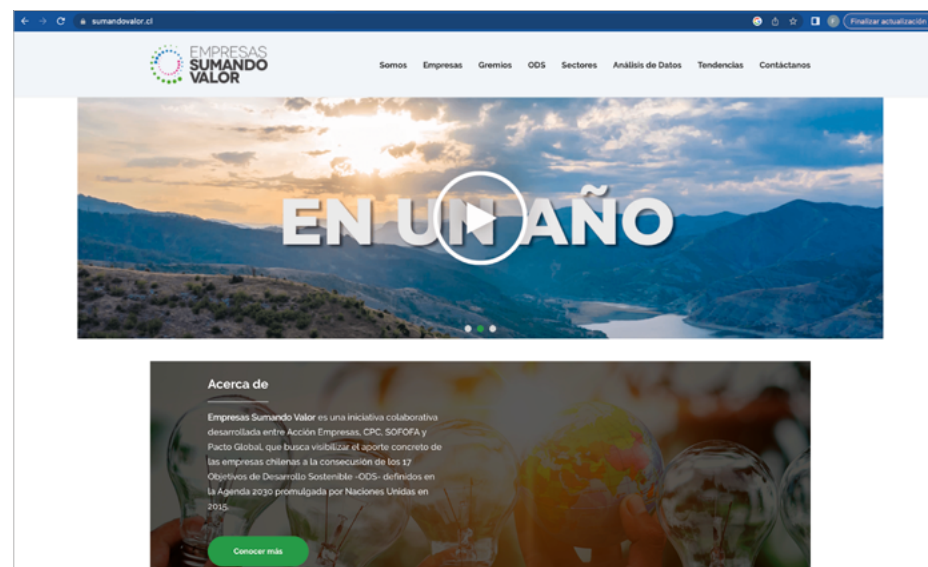 sumandovalor.cl
Finalizar actualización
EMPRESAS
SUMANDO
VALOR
Somos Empresas Gremios ODS Sectores Análisis de Datos Tendencias Contáctanos
EN UN AÑO
Acerca de
Empresas Sumando Valor es una iniciativa colaborativa
desarrollada entre Acción Empresas, CPC, SOFOFA y
Pacto Global, que busca visibilizar el aporte concreto de
las empresas chilenas a la consecución de los 17
Objetivos de Desarrollo Sostenible -ODS- definidos en
la Agenda 2030 promulgada por Naciones Unidas en
2015.
Conocer más